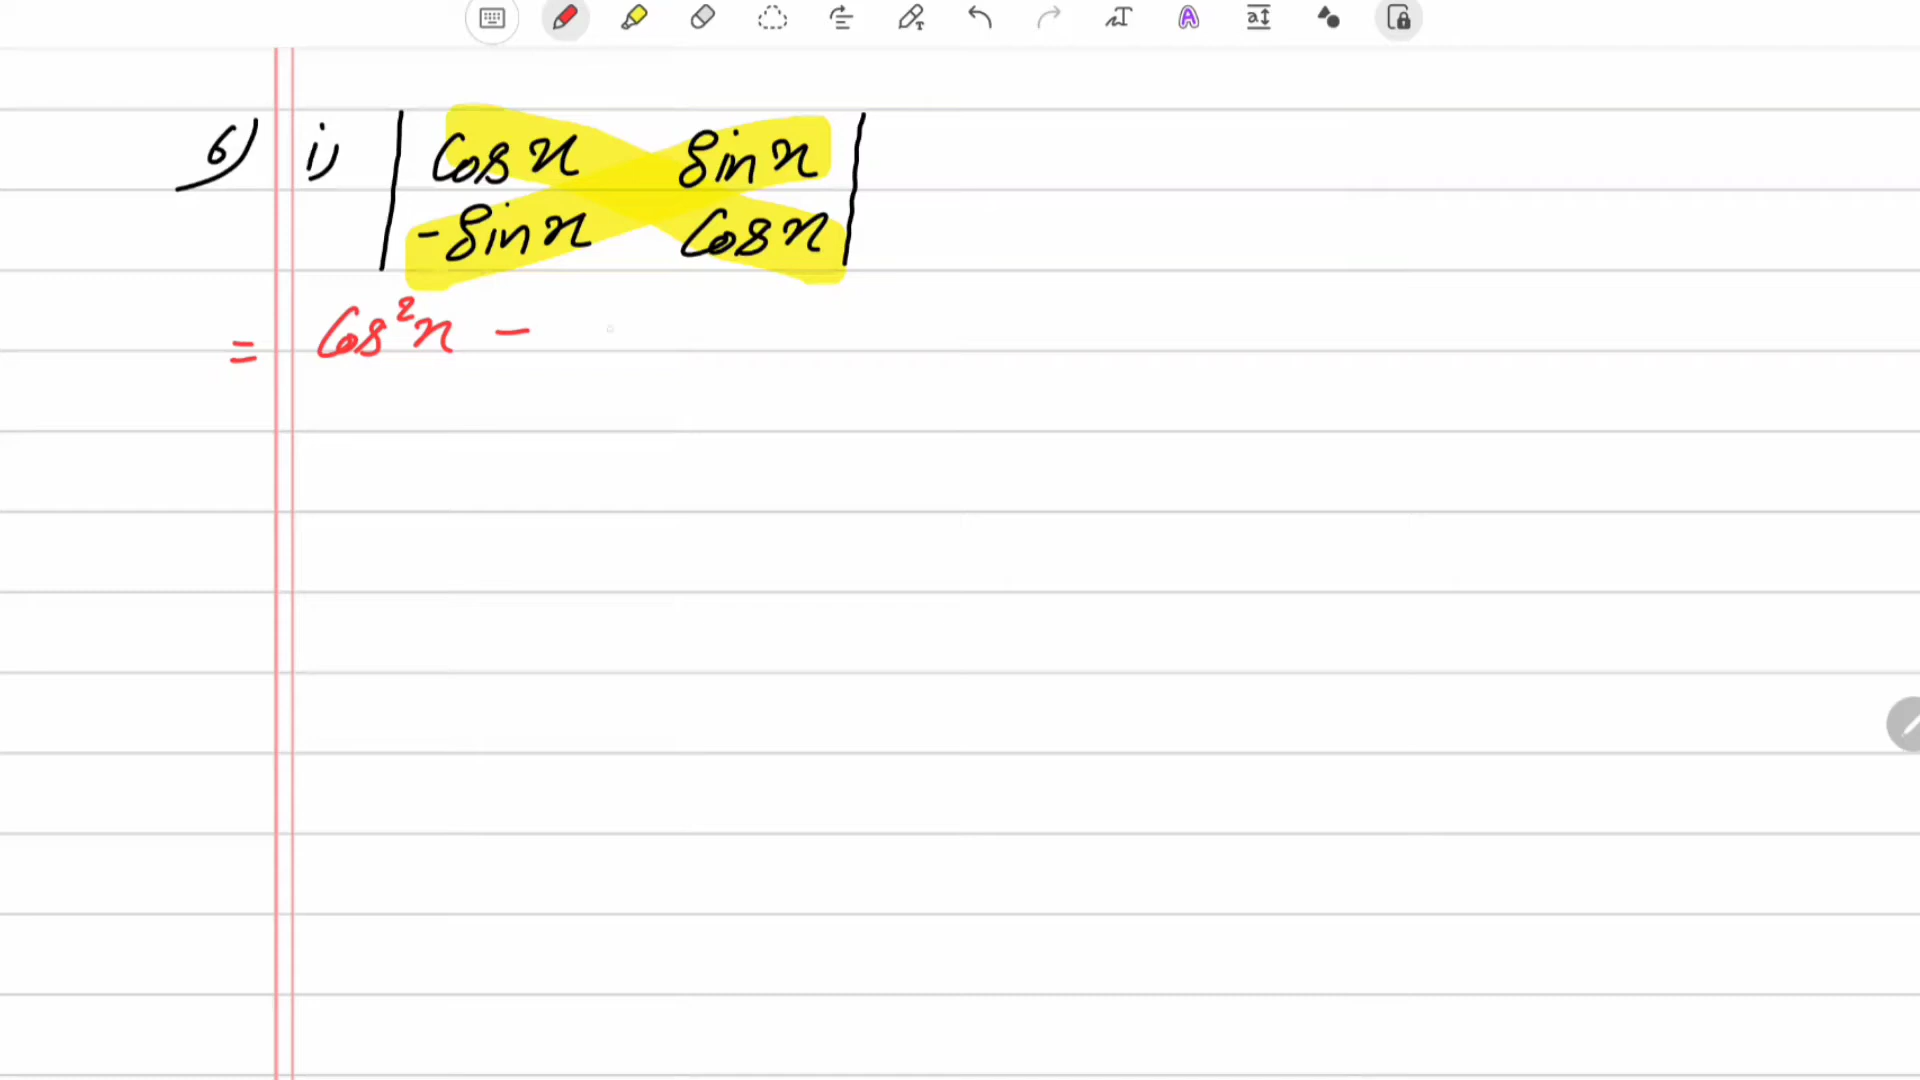 6) i) | Cos x sin x |
| -sin x Cos x |
= Cos²x -